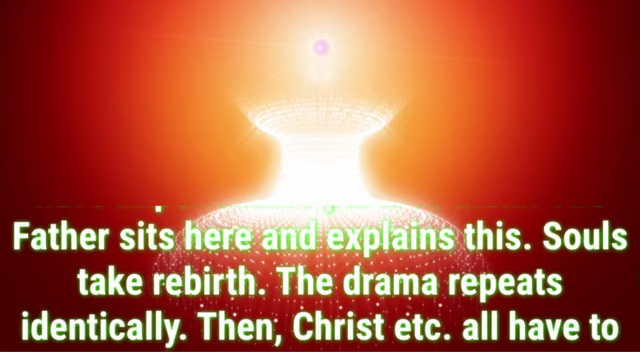 Father sits here and explains this. Souls
take rebirth. The drama repeats
identically. Then, Christ etc. all have to